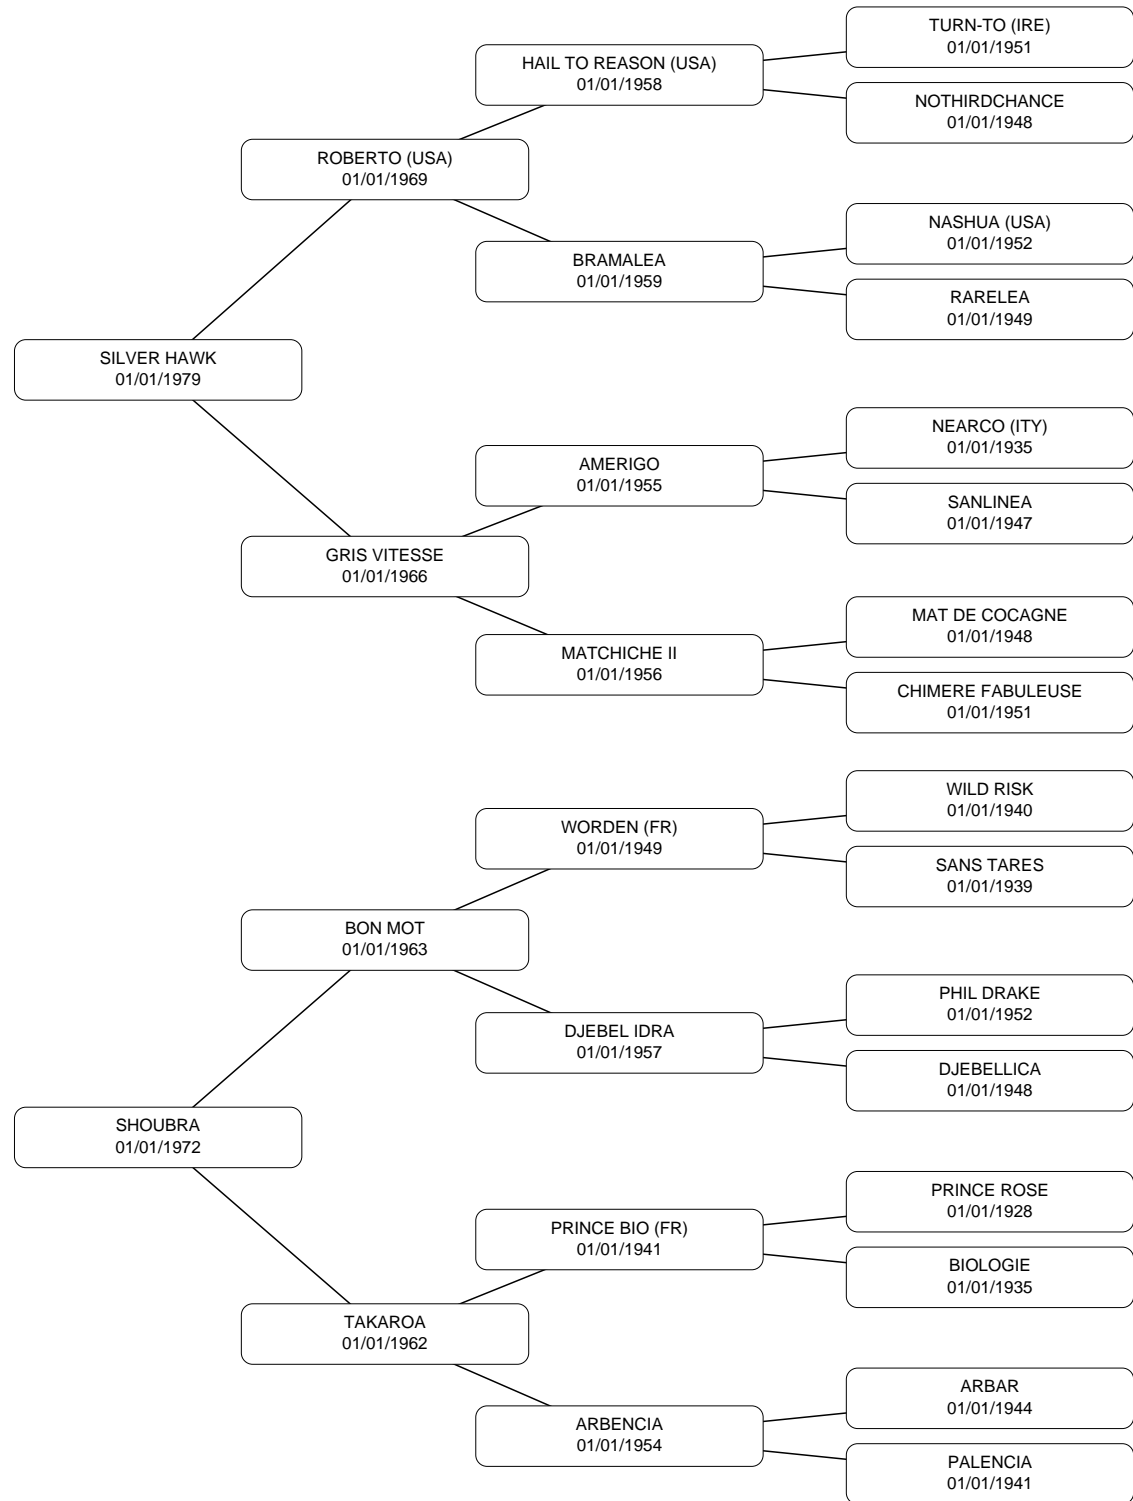 TURN-TO (IRE)
01/01/1951
HAIL TO REASON (USA)
01/01/1958
NOTHIRDCHANCE
01/01/1948
ROBERTO (USA)
01/01/1969
NASHUA (USA)
01/01/1952
BRAMALEA
01/01/1959
RARELEA
01/01/1949
SILVER HAWK
01/01/1979
NEARCO (ITY)
01/01/1935
AMERIGO
01/01/1955
SANLINEA
01/01/1947
GRIS VITESSE
01/01/1966
MAT DE COCAGNE
01/01/1948
MATCHICHE II
01/01/1956
CHIMERE FABULEUSE
01/01/1951
WILD RISK
01/01/1940
WORDEN (FR)
01/01/1949
SANS TARES
01/01/1939
BON MOT
01/01/1963
PHIL DRAKE
01/01/1952
DJEBEL IDRA
01/01/1957
DJEBELLICA
01/01/1948
SHOUBRA
01/01/1972
PRINCE ROSE
01/01/1928
PRINCE BIO (FR)
01/01/1941
BIOLOGIE
01/01/1935
TAKAROA
01/01/1962
ARBAR
01/01/1944
ARBENCIA
01/01/1954
PALENCIA
01/01/1941